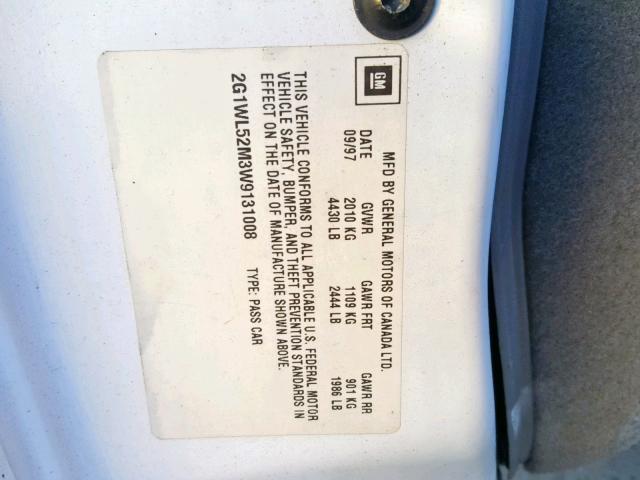 GM
MFD BY GENERAL MOTORS OF CANADA LTD.
DATE GVWR GAWR FRT GAWR RR
09/97 2010 KG 1109 KG 901 KG
4430 LB 2444 LB 1986 LB
THIS VEHICLE CONFORMS TO ALL APPLICABLE U.S. FEDERAL MOTOR
VEHICLE SAFETY, BUMPER, AND THEFT PREVENTION STANDARDS IN
EFFECT ON THE DATE OF MANUFACTURE SHOWN ABOVE.
2G1WL52M3W9131008 TYPE: PASS CAR